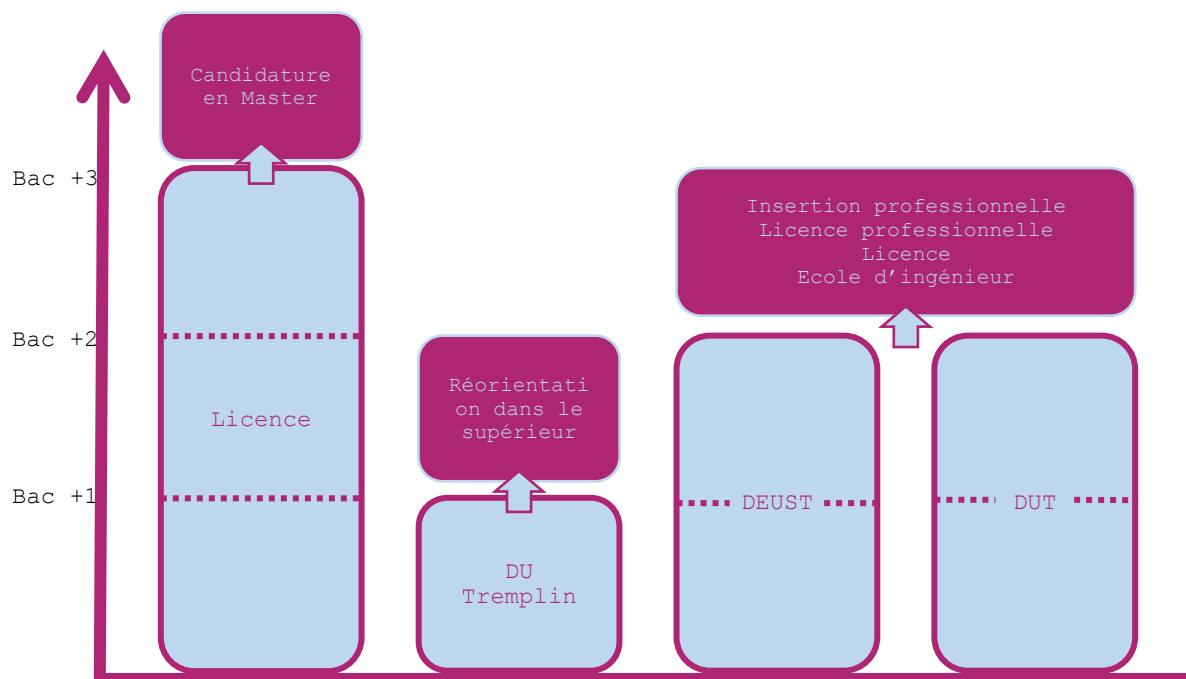 Candidature
en Master
Bac +3
Insertion professionnelle
Licence professionnelle
Licence
Ecole d’ingénieur
Bac +2
Réorientati
on dans le
supérieur
Licence
Bac +1
DEUST
DUT
DU
Tremplin